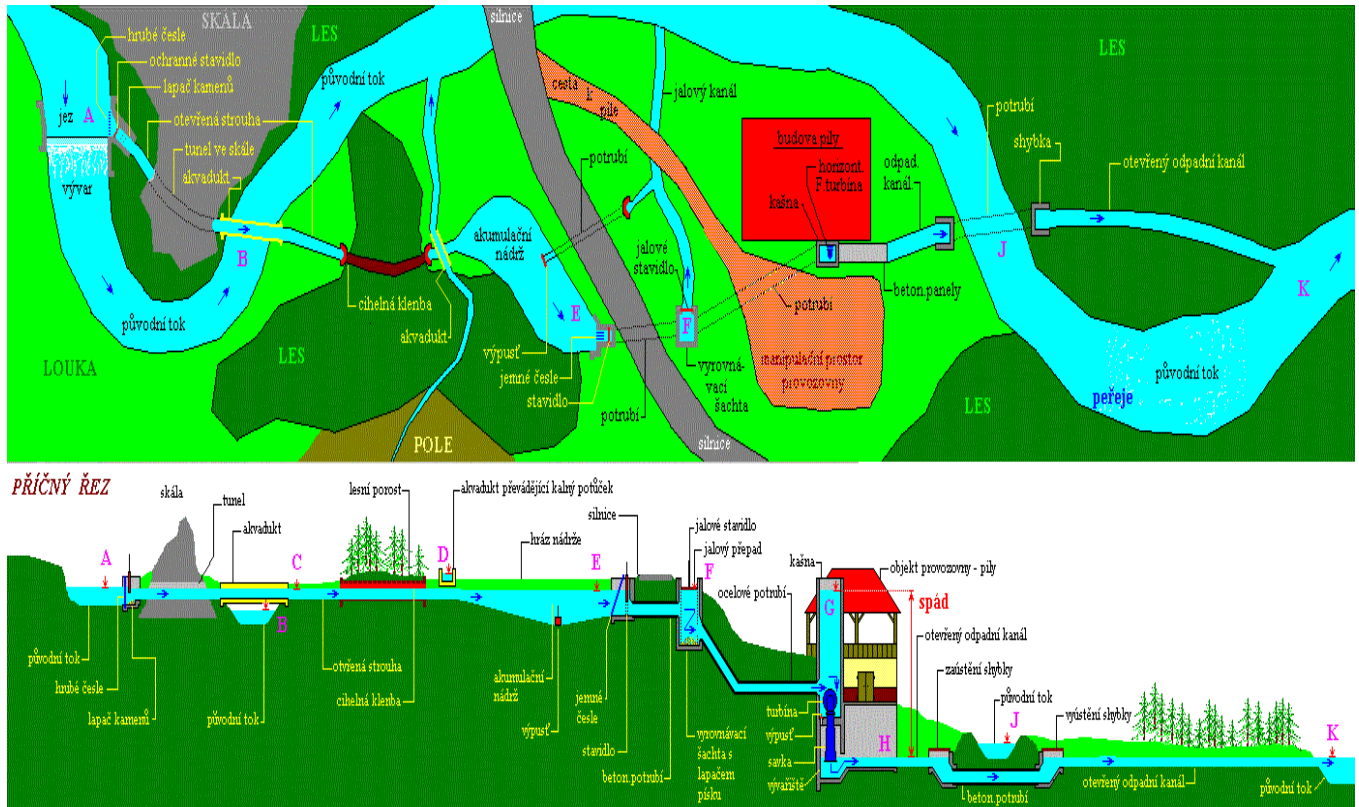 SKÁLA
silnice
hrubé česle
LES
LES
ochranné stavidlo
lapač kamenů
původní tok
jez
A
otevřená strouha
tunel ve skále
akvadukt
vývar
B
cesta
k
pile
jalový kanál
potrubí
budova pily
horizont.
F.turbína
kašna
odpad.
kanál.
potrubí
shybka
otevřený odpadní kanál
akumulační
nádrž
jalové
stavidlo
J
K
cihelná klenba
beton.panely
potrubí
původní tok
akvadukt
E
F
LOUKA
LES
výpusť
jemné česle
stavidlo
vyrovná-
vací
šachta
manipulační prostor
provozovny
původní tok
peřeje
LES
potrubí
POLE
silnice
PŘÍČNÝ ŘEZ
skála
tunel
lesní porost
akvadukt převádějící kalný potůček
silnice
jalové stavidlo
akvadukt
jalový přepad
A
C
D
hráz nádrže
E
F
kašna
objekt provozovny - pily
B
G
spád
otevřený odpadní kanál
zaústění shybky
původní tok
vyústění shybky
původní tok
hrubé česle
lapač kamenů
původní tok
otvřená strouha
cihelná klenba
akumulační
nádrž
výpusť
jemné
česle
stavidlo
beton.potrubí
ocelové potrubí
vyrovnávací
šachta s
lapačem
písku
turbína
výpusť
savka
vývařiště
H
J
K
beton.potrubí
otevřený odpadní kanál
původní tok